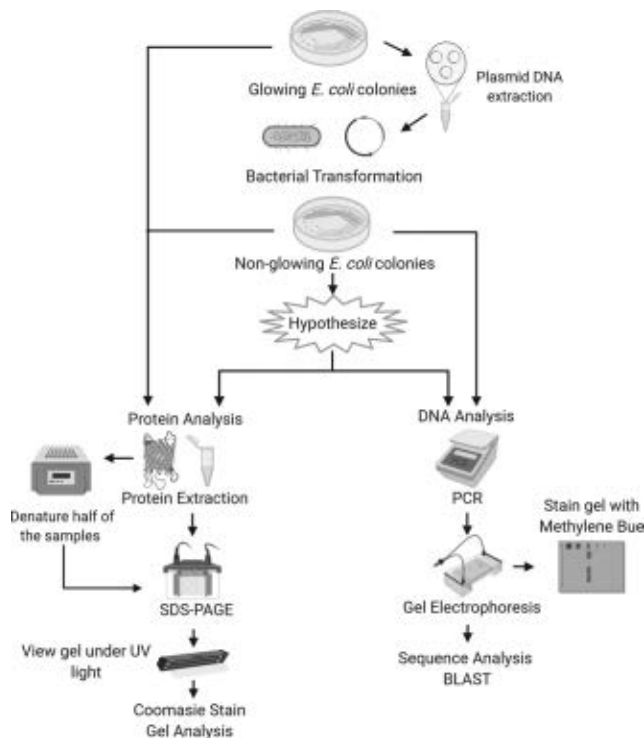 Glowing E. coli colonies
Plasmid DNA
extraction
Bacterial Transformation
Non-glowing E. coli colonies
Hypothesize
Protein Analysis
DNA Analysis
Protein Extraction
Denature half of
the samples
PCR
Stain gel with
Methylene Bue
SDS-PAGE
Gel Electrophoresis
View gel under UV
light
Sequence Analysis
BLAST
Coomasie Stain
Gel Analysis